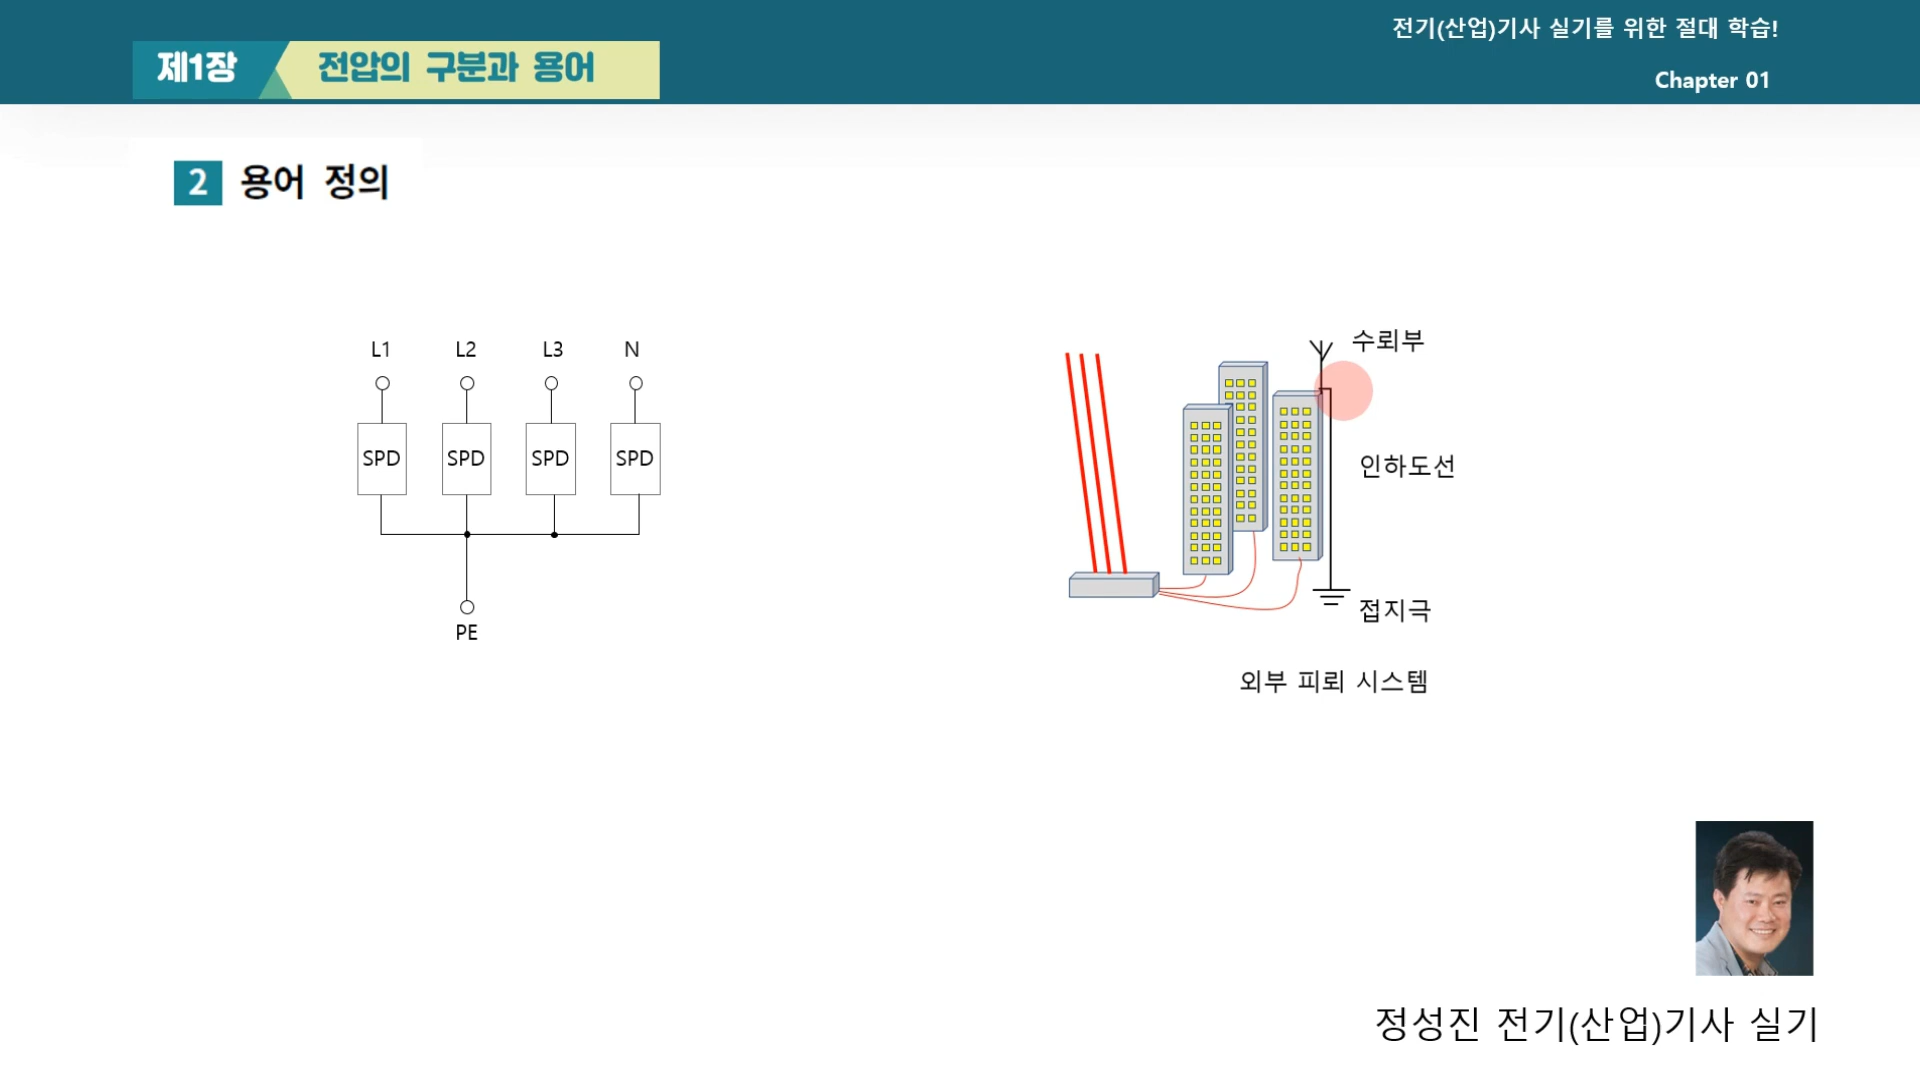 전기(산업)기사 실기를 위한 절대 학습!
제1장 전압의 구분과 용어
Chapter 01
2 용어 정의
L1 L2 L3 N
SPD SPD SPD SPD
PE
수뢰부
인하도선
접지극
외부 피뢰 시스템
정성진 전기(산업)기사 실기